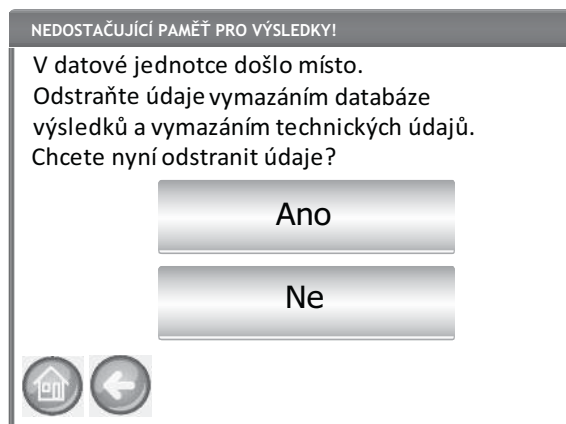 NEDOSTAČUJÍCÍ PAMĚŤ PRO VÝSLEDKY!
V datové jednotce došlo místo.
Odstraňte údaje vymazáním databáze
výsledků a vymazáním technických údajů.
Chcete nyní odstranit údaje?
Ano
Ne